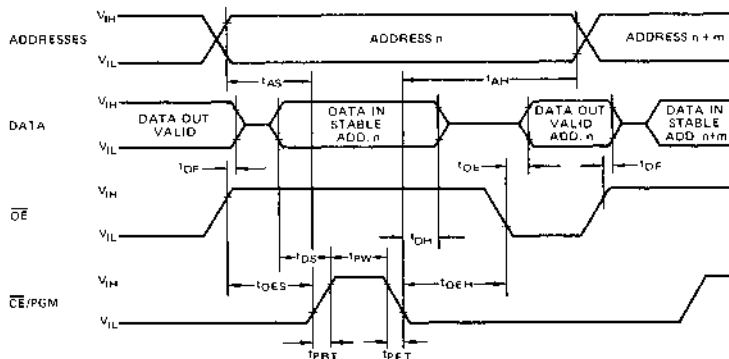 ADDRESSES
VIH
VIL
ADDRESS n
ADDRESS n + m
tAS
tAH
DATA
VIH
VIL
DATA OUT
VALID
DATA IN
STABLE
ADD. n
DATA OUT
VALID
ADD. n
DATA IN
STABLE
ADD. n+m
tDF
tOE
tDF
OE
VIH
VIL
tDH
tDS
tPW
tOES
tOEH
CE/PGM
VIH
VIL
tPRT
tPFT